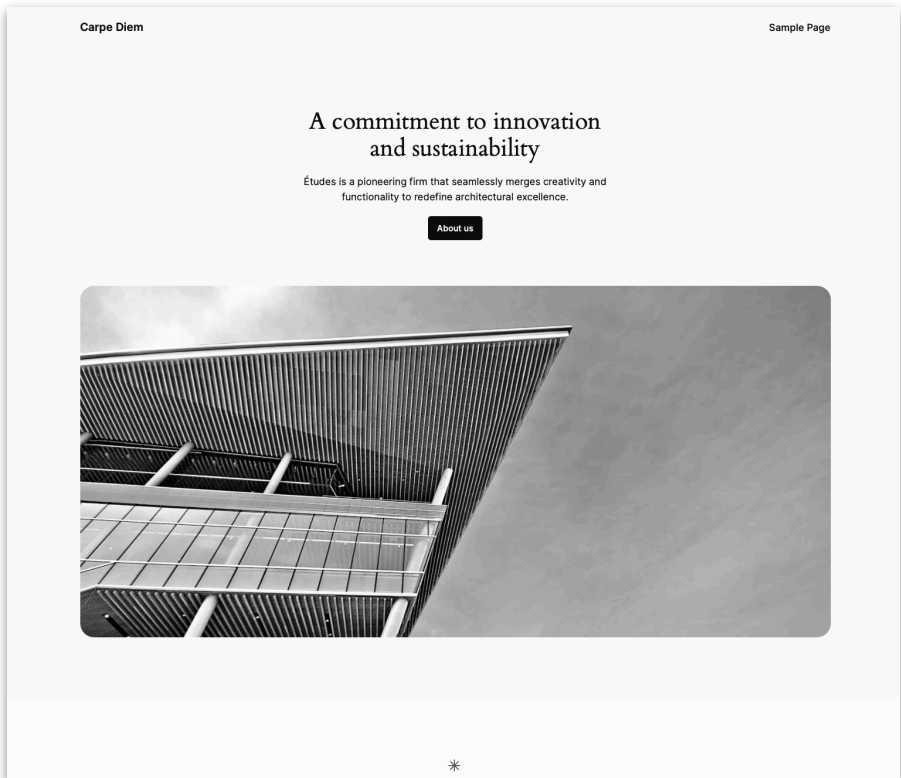 Carpe Diem
Sample Page
A commitment to innovation
and sustainability
Études is a pioneering firm that seamlessly merges creativity and
functionality to redefine architectural excellence.
About us